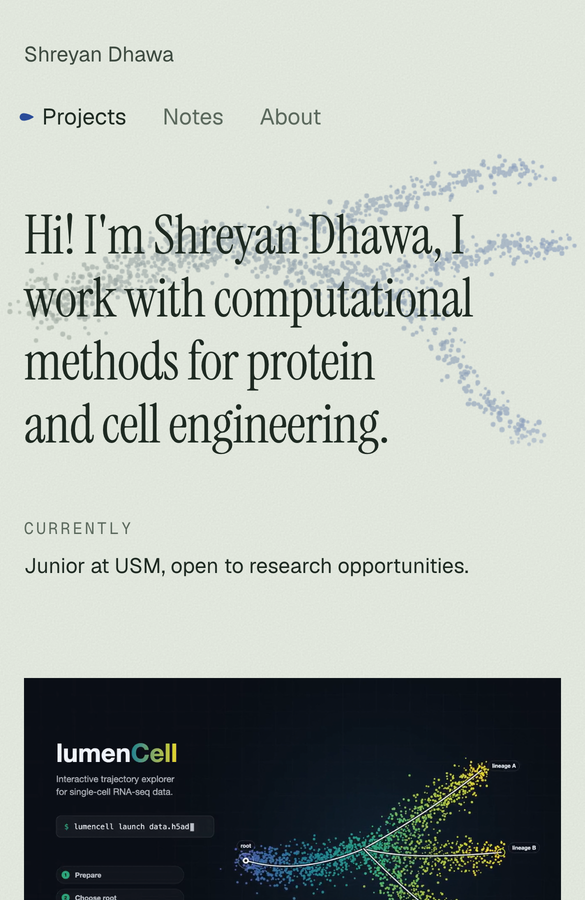 Shreyan Dhawa
Projects Notes About
Hi! I'm Shreyan Dhawa, I
work with computational
methods for protein
and cell engineering.
CURRENTLY
Junior at USM, open to research opportunities.
lumenCell
Interactive trajectory explorer
for single-cell RNA-seq data.
$ lumencell launch data.h5ad
1 Prepare
2 Choose root
lineage A
root
lineage B